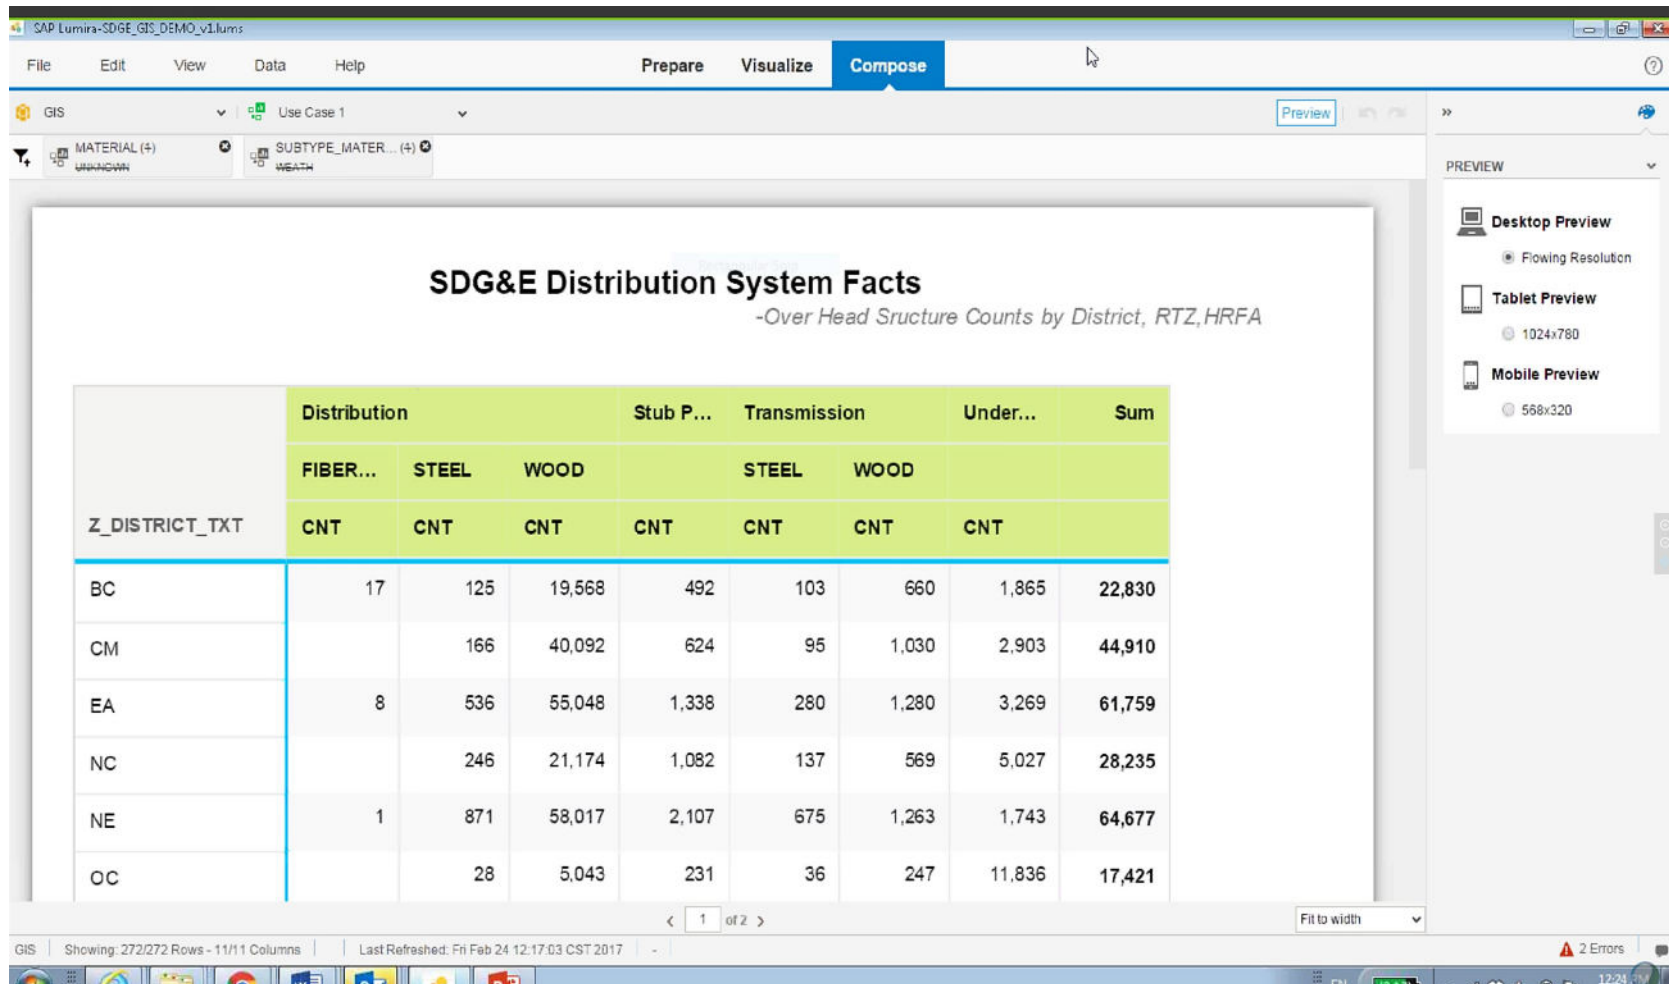 SAP Lumira-SDGE_GIS_DEMO_v1.lums
File Edit View Data Help Prepare Visualize Compose
GIS Use Case 1 Preview
MATERIAL (4) SUBTYPE_MATER... (4)
UNKNOWN WEATH
PREVIEW
Desktop Preview
Flowing Resolution
Tablet Preview
1024x780
Mobile Preview
568x320
SDG&E Distribution System Facts
-Over Head Sructure Counts by District, RTZ,HRFA
Distribution Stub P... Transmission Under... Sum
FIBER... STEEL WOOD STEEL WOOD
Z_DISTRICT_TXT CNT CNT CNT CNT CNT CNT CNT
BC 17 125 19,568 492 103 660 1,865 22,830
CM 166 40,092 624 95 1,030 2,903 44,910
EA 8 536 55,048 1,338 280 1,280 3,269 61,759
NC 246 21,174 1,082 137 569 5,027 28,235
NE 1 871 58,017 2,107 675 1,263 1,743 64,677
OC 28 5,043 231 36 247 11,836 17,421
1 of 2 Fit to width
GIS Showing: 272/272 Rows - 11/11 Columns Last Refreshed: Fri Feb 24 12:17:03 CST 2017 - 2 Errors
12:24 PM